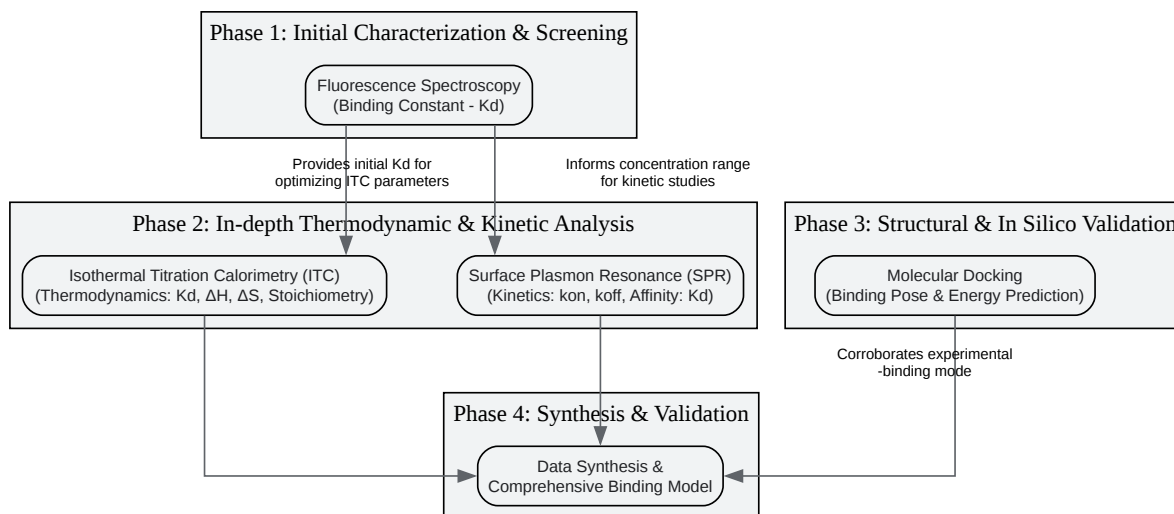 Phase 1: Initial Characterization & Screening
Fluorescence Spectroscopy
(Binding Constant - Kd)
Provides initial Kd for
optimizing ITC parameters
Informs concentration range
for kinetic studies
Phase 2: In-depth Thermodynamic & Kinetic Analysis
Isothermal Titration Calorimetry (ITC)
(Thermodynamics: Kd, ΔH, ΔS, Stoichiometry)
Surface Plasmon Resonance (SPR)
(Kinetics: kon, koff, Affinity: Kd)
Phase 3: Structural & In Silico Validation
Molecular Docking
(Binding Pose & Energy Prediction)
Corroborates experimental
-binding mode
Phase 4: Synthesis & Validation
Data Synthesis &
Comprehensive Binding Model